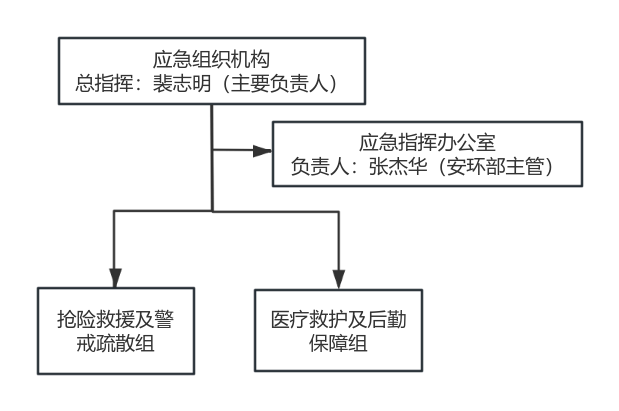 应急组织机构
总指挥：裴志明（主要负责人）
应急指挥办公室
负责人：张杰华（安环部主管）
抢险救援及警
戒疏散组
医疗救护及后勤
保障组